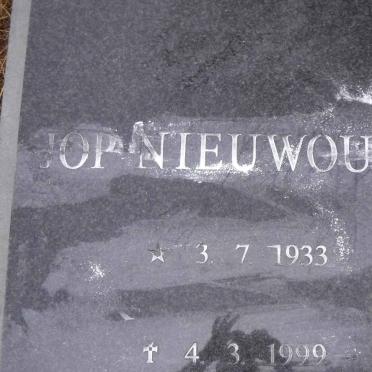 JOP NIEUWOU
☆ 3. 7 1933
✝ 4. 3. 1999